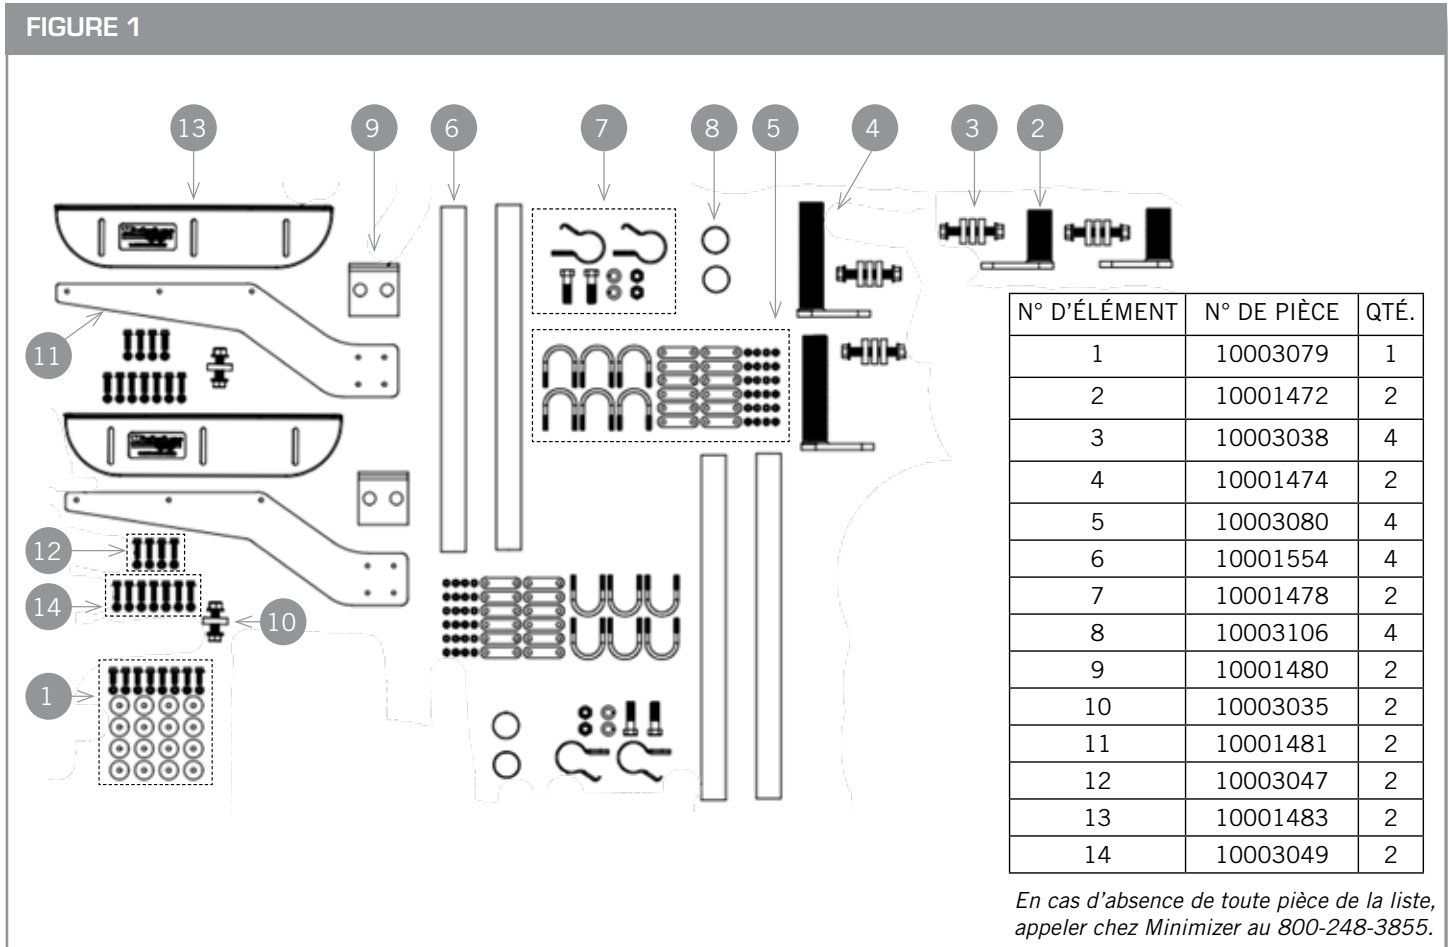 FIGURE 1
13
9
6
7
8
5
4
3
2
11
12
14
10
1
N° D'ÉLÉMENT N° DE PIÈCE QTÉ.
1 10003079 1
2 10001472 2
3 10003038 4
4 10001474 2
5 10003080 4
6 10001554 4
7 10001478 2
8 10003106 4
9 10001480 2
10 10003035 2
11 10001481 2
12 10003047 2
13 10001483 2
14 10003049 2
En cas d'absence de toute pièce de la liste,
appeler chez Minimizer au 800-248-3855.